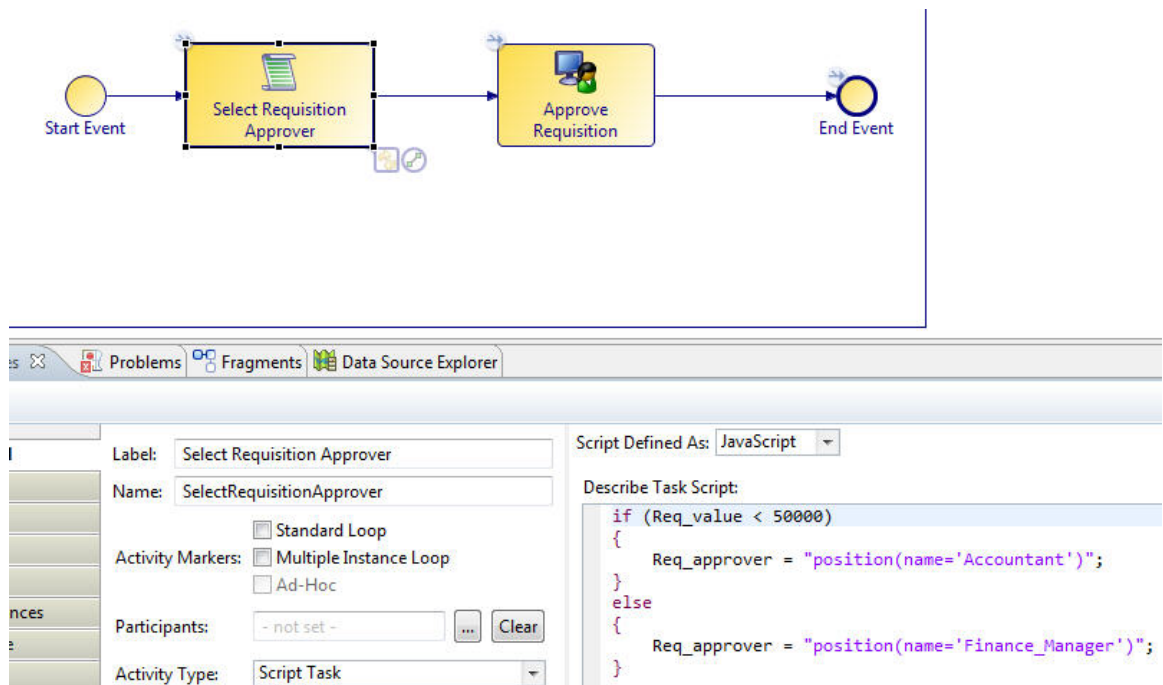 Select Requisition
Approver
Approve
Requisition
Start Event
End Event
Problems
Fragments
Data Source Explorer
Label:
Select Requisition Approver
Name:
SelectRequisitionApprover
Activity Markers:
Standard Loop
Multiple Instance Loop
Ad-Hoc
Participants:
- not set -
...
Clear
Activity Type:
Script Task
Script Defined As:
JavaScript
Describe Task Script:
if (Req_value < 50000)
{
Req_approver = "position(name='Accountant')";
}
else
{
Req_approver = "position(name='Finance_Manager')";
}